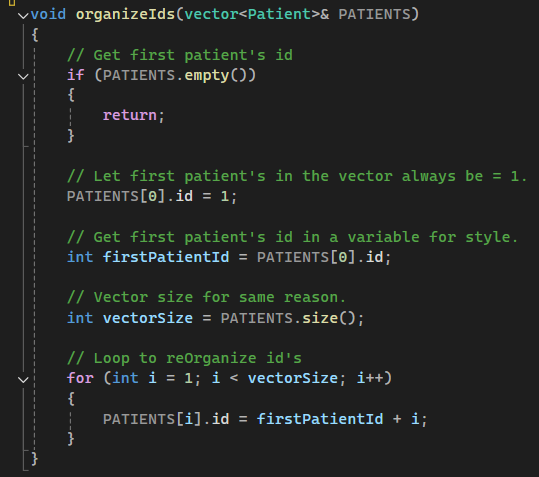 void organizeIds(vector<Patient>& PATIENTS)
{
    // Get first patient's id
    if (PATIENTS.empty())
    {
        return;
    }

    // Let first patient's in the vector always be = 1.
    PATIENTS[0].id = 1;

    // Get first patient's id in a variable for style.
    int firstPatientId = PATIENTS[0].id;

    // Vector size for same reason.
    int vectorSize = PATIENTS.size();

    // Loop to reOrganize id's
    for (int i = 1; i < vectorSize; i++)
    {
        PATIENTS[i].id = firstPatientId + i;
    }
}